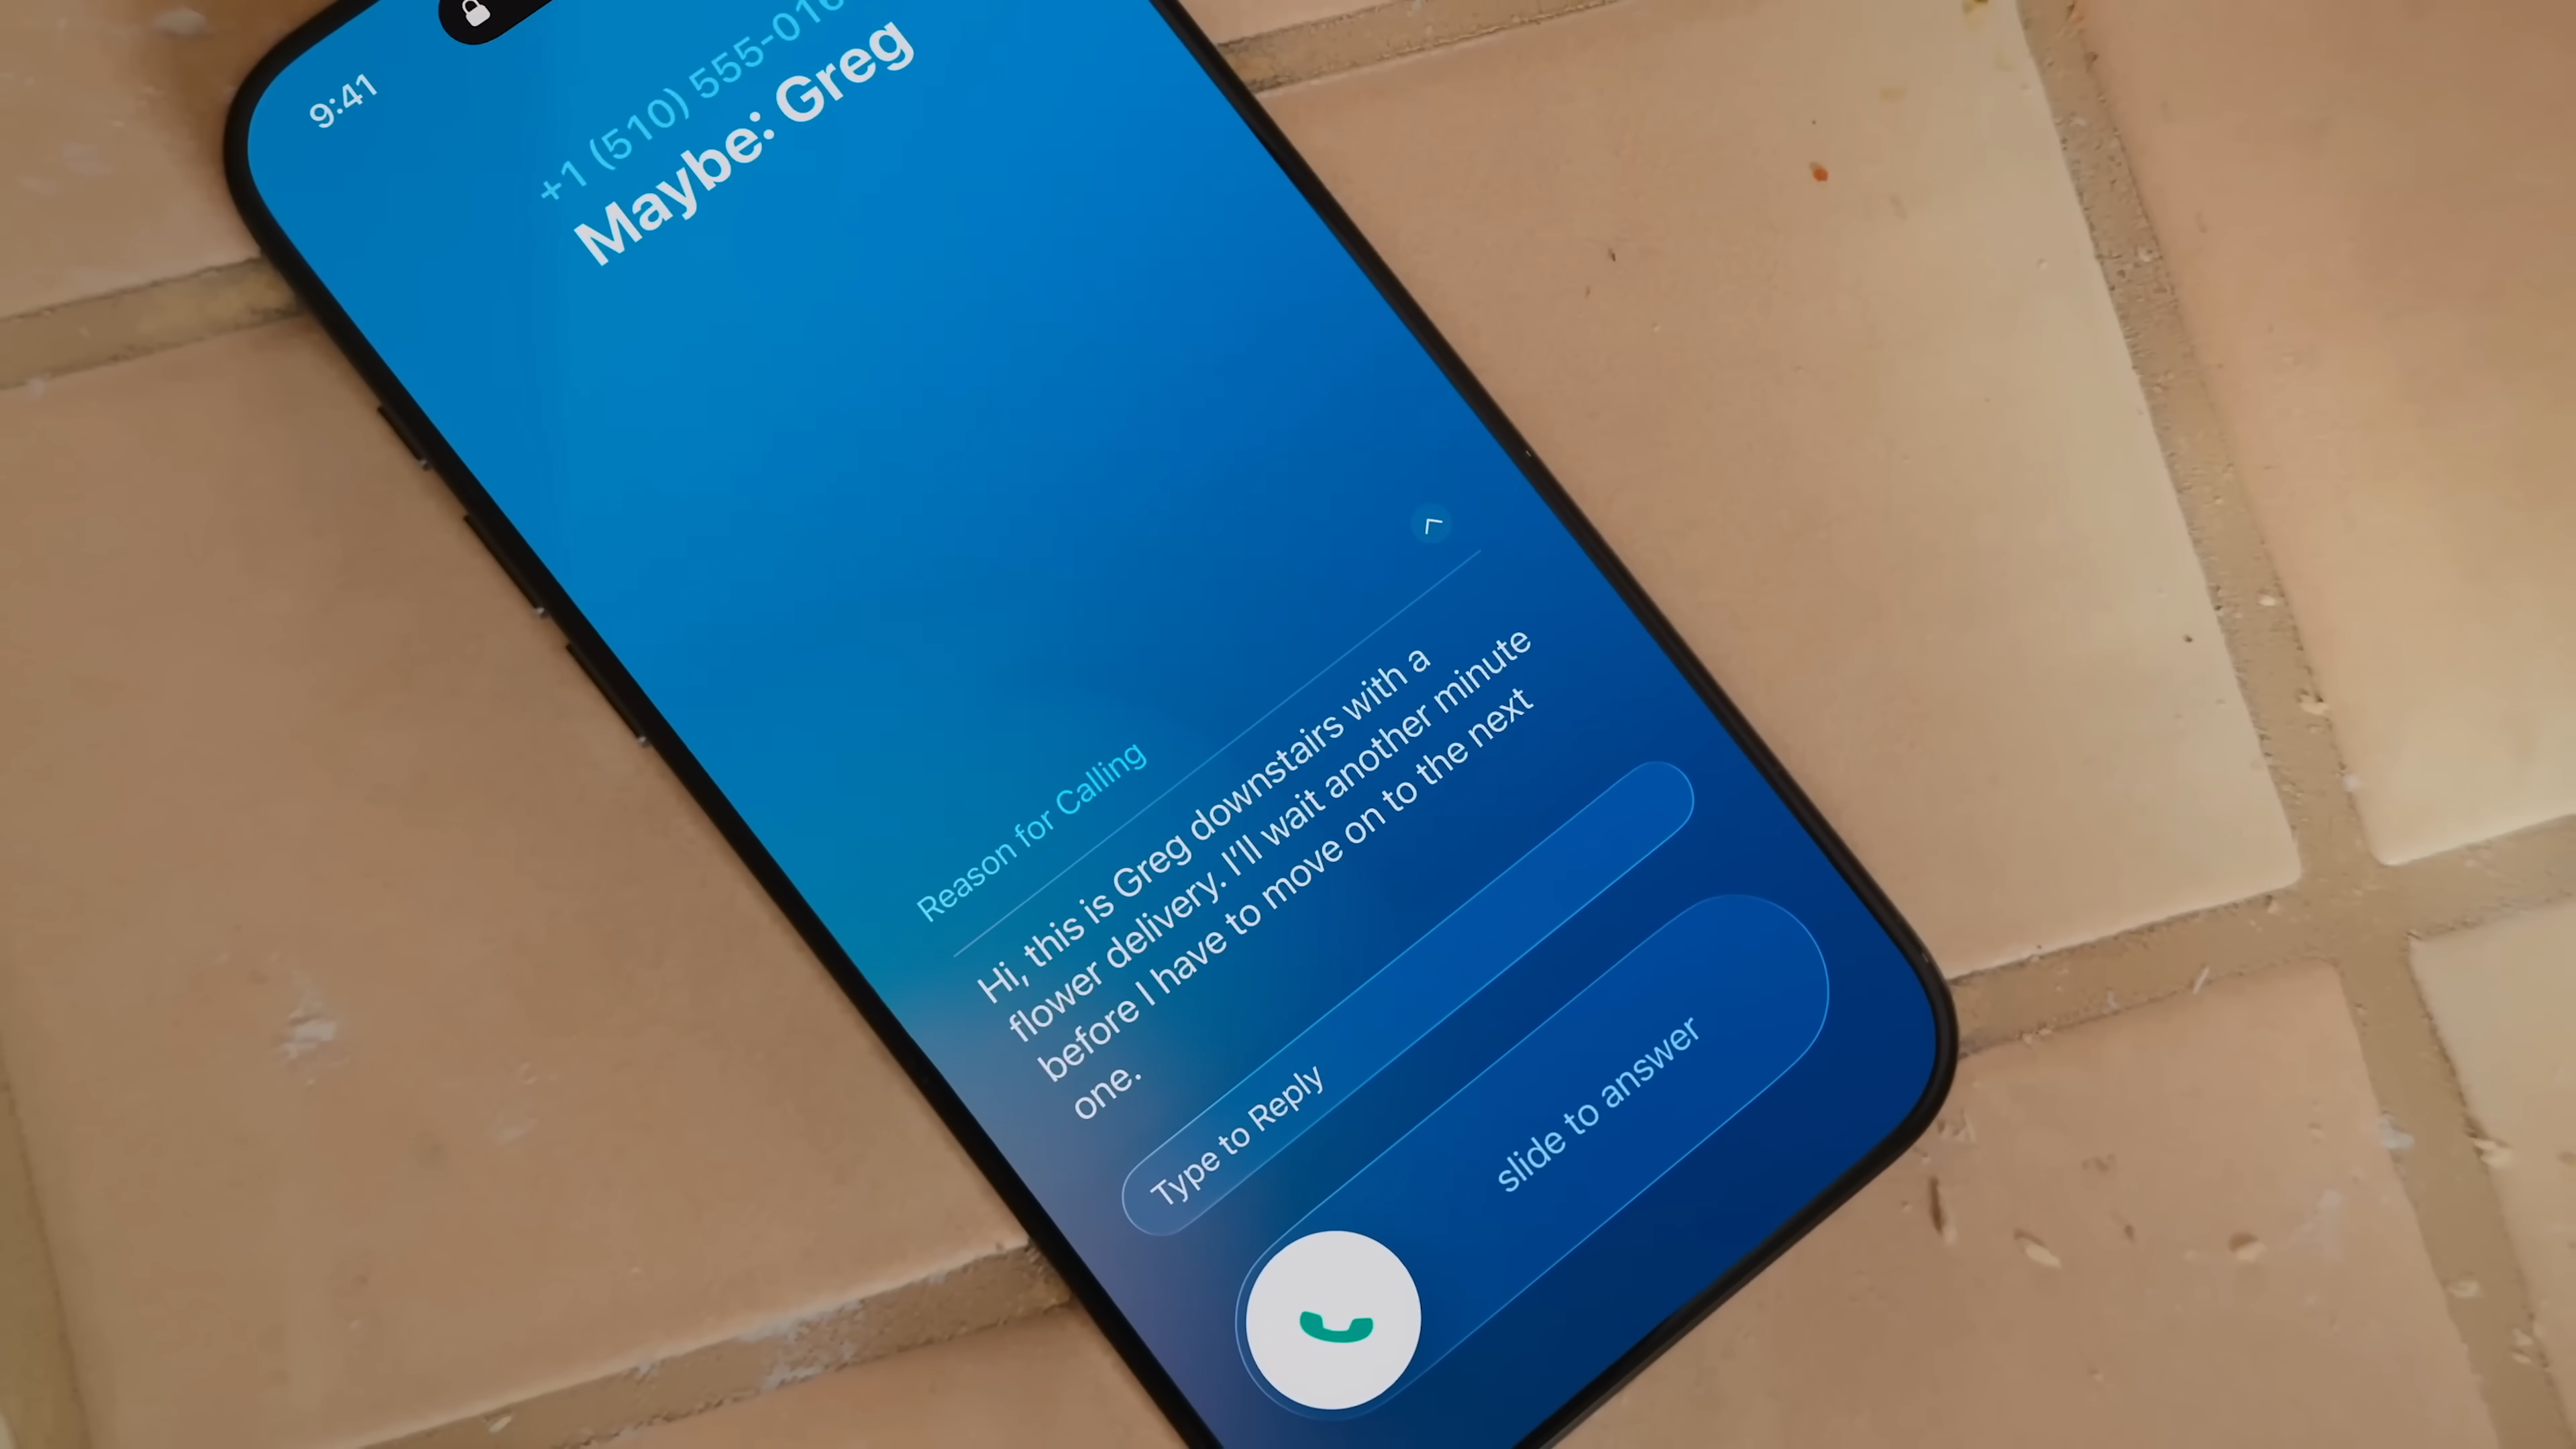 9:41
+1 (510) 555-016
Maybe: Greg
Reason for Calling
Hi, this is Greg downstairs with a
flower delivery. I'll wait another minute
before I have to move on to the next
one.
Type to Reply
slide to answer